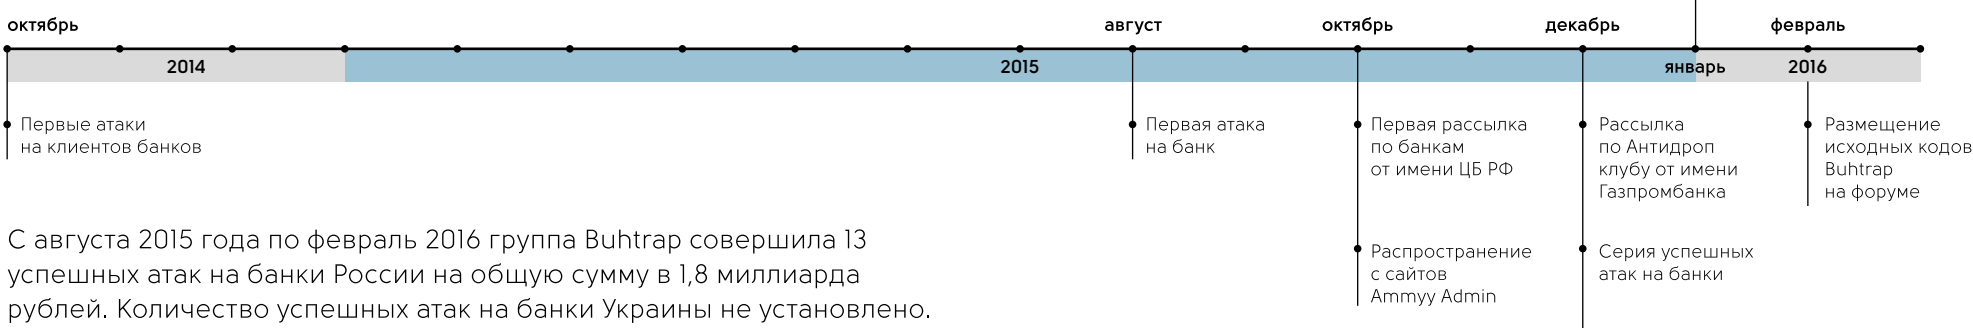 октябрь
август
октябрь
декабрь
февраль
2014
2015
январь
2016
Первые атаки
на клиентов банков
Первая атака
на банк
Первая рассылка
по банкам
от имени ЦБ РФ
Рассылка
по Антидроп
клубу от имени
Газпромбанка
Размещение
исходных кодов
Buhtrap
на форуме
Распространение
с сайтов
Ammyy Admin
Серия успешных
атак на банки
С августа 2015 года по февраль 2016 группа Buhtrap совершила 13
успешных атак на банки России на общую сумму в 1,8 миллиарда
рублей. Количество успешных атак на банки Украины не установлено.